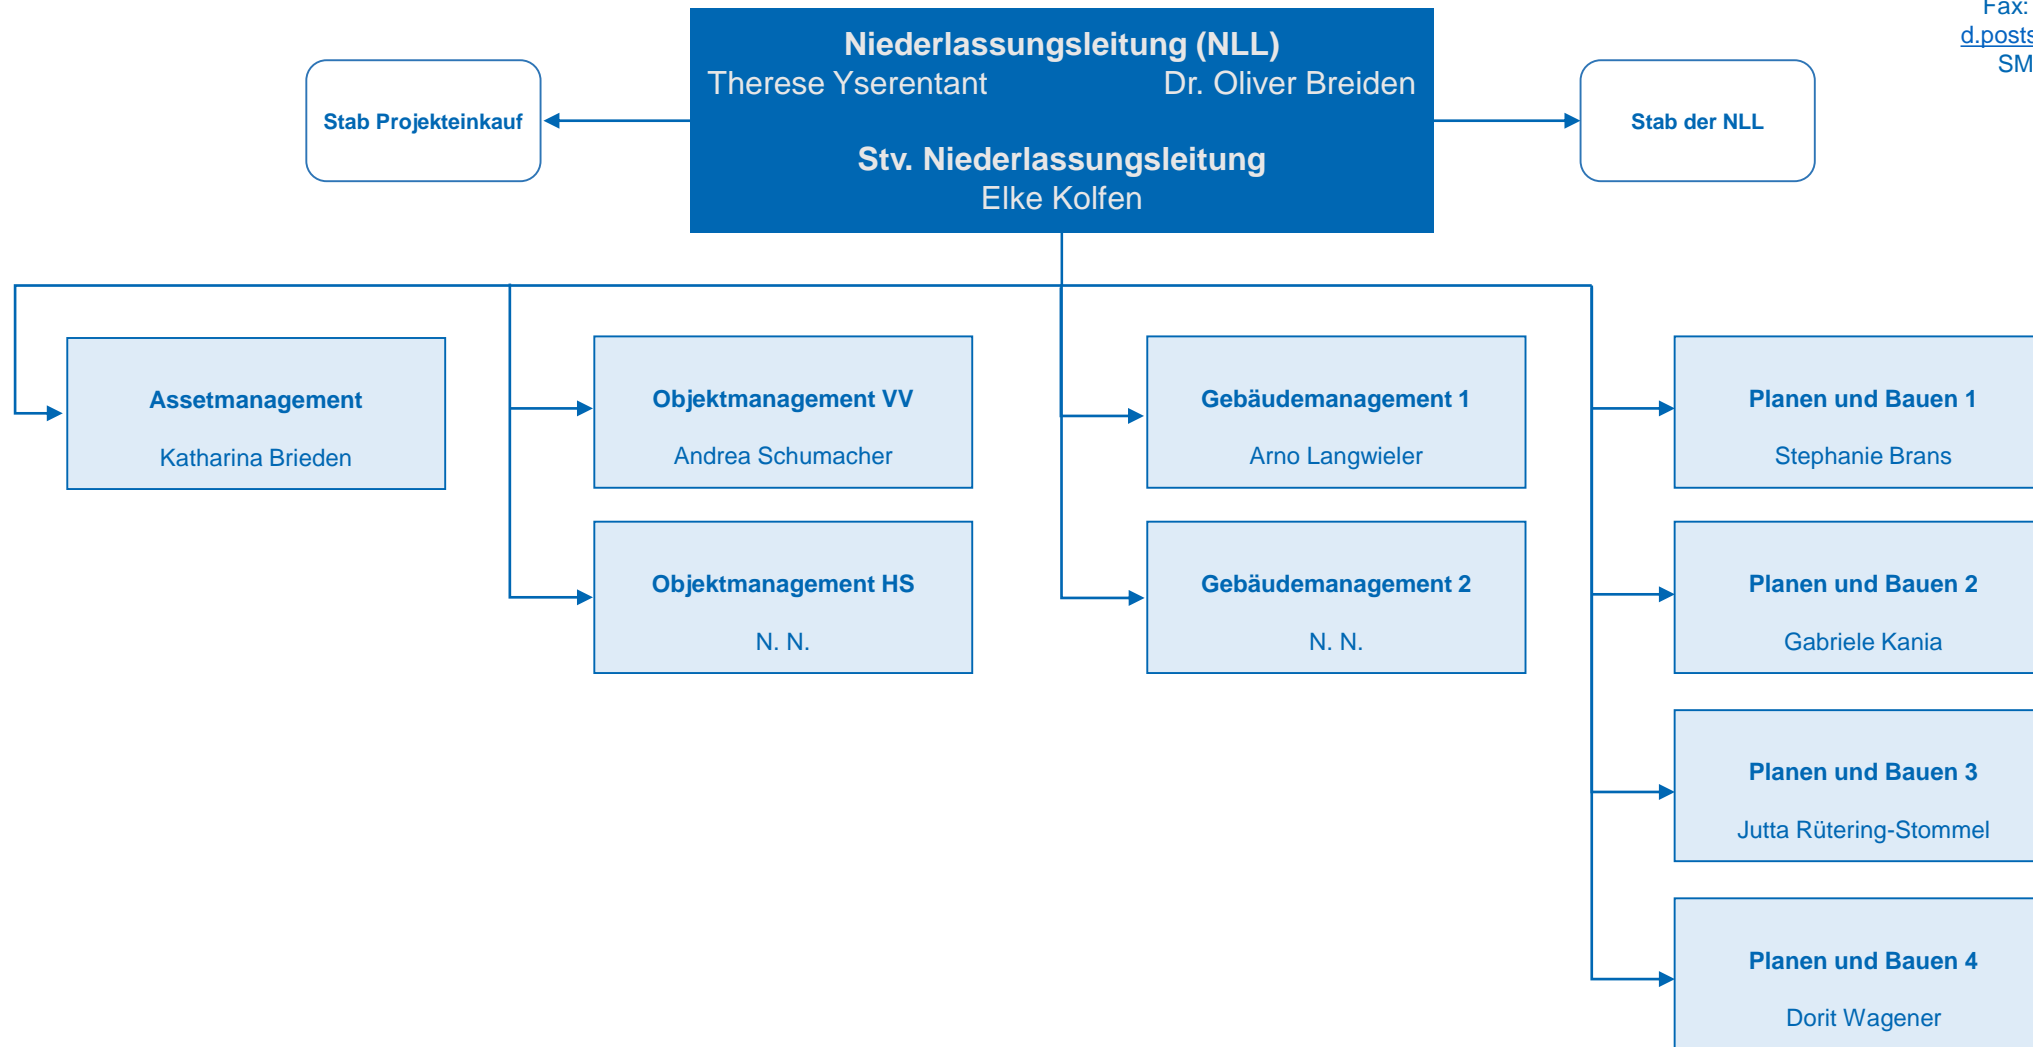 Fax:
d.posts
SM
Niederlassungsleitung (NLL)
Therese Yserentant Dr. Oliver Breiden
Stv. Niederlassungsleitung
Elke Kolfen
Stab Projekteinkauf
Stab der NLL
Assetmanagement
Katharina Brieden
Objektmanagement VV
Andrea Schumacher
Gebäudemanagement 1
Arno Langwieler
Planen und Bauen 1
Stephanie Brans
Objektmanagement HS
N. N.
Gebäudemanagement 2
N. N.
Planen und Bauen 2
Gabriele Kania
Planen und Bauen 3
Jutta Rütering-Stommel
Planen und Bauen 4
Dorit Wagener